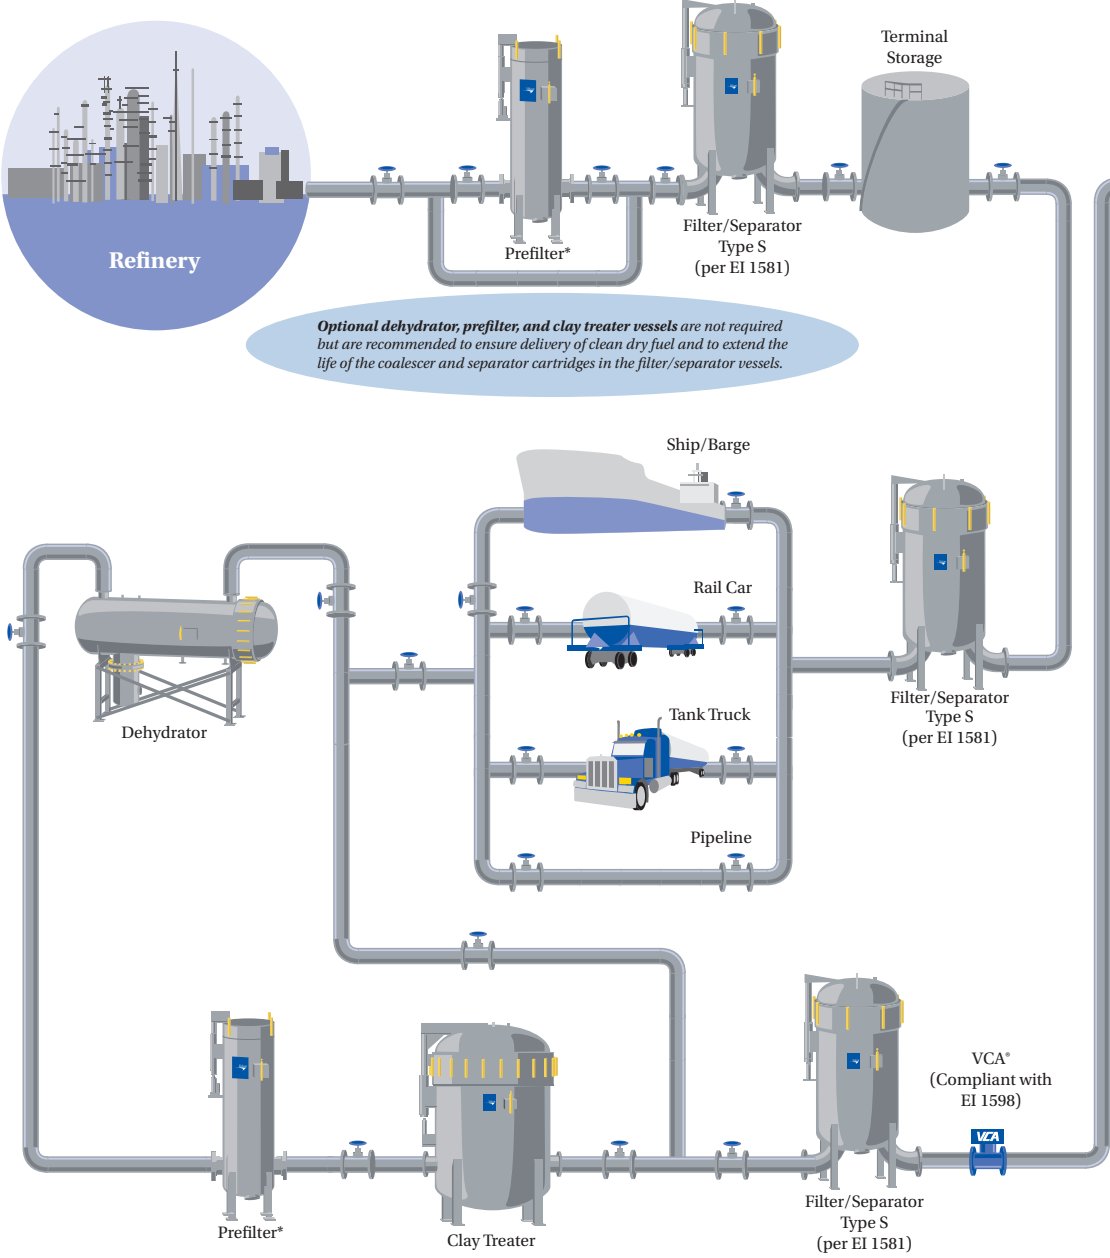 Terminal
Storage
Refinery
Prefilter*
Filter/Separator
Type S
(per EI 1581)
Optional dehydrator, prefilter, and clay treater vessels are not required
but are recommended to ensure delivery of clean dry fuel and to extend the
life of the coalescer and separator cartridges in the filter/separator vessels.
Ship/Barge
Rail Car
Filter/Separator
Type S
(per EI 1581)
Tank Truck
Dehydrator
Pipeline
VCA®
(Compliant with
EI 1598)
VCA
Filter/Separator
Type S
(per EI 1581)
Prefilter*
Clay Treater